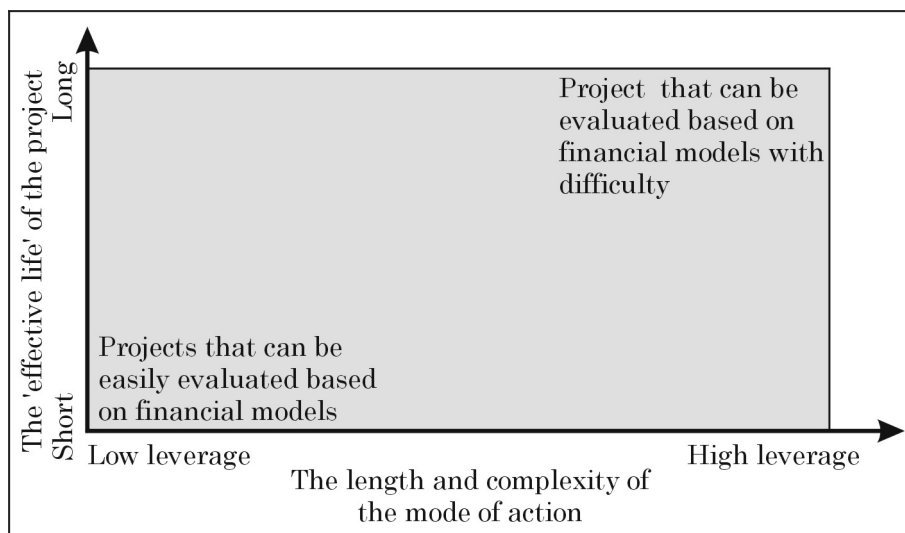 The 'effective life' of the project
Long
Short
Project that can be
evaluated based on
financial models with
difficulty
Projects that can be
easily evaluated based
on financial models
Low leverage
High leverage
The length and complexity of
the mode of action